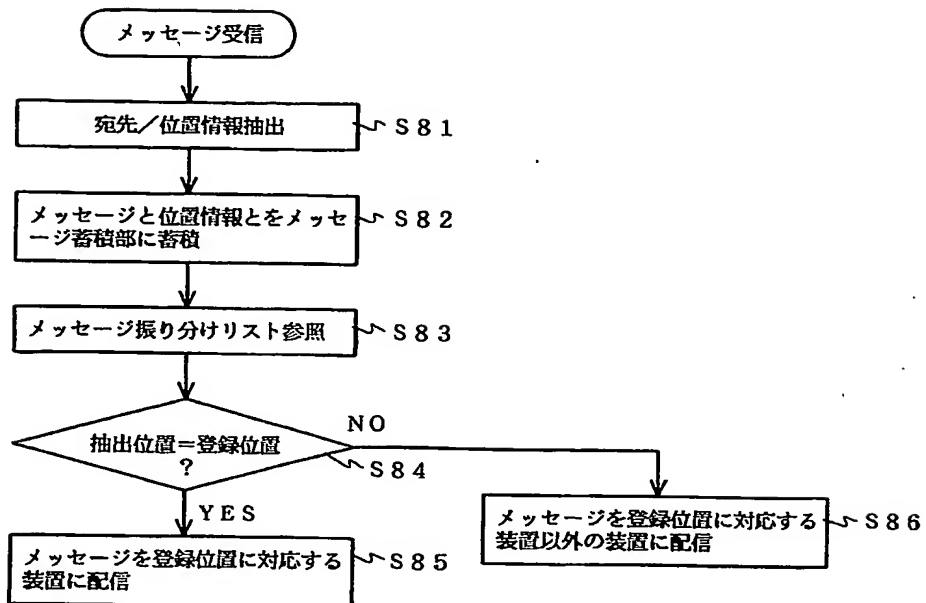 メッセージ受信
宛先／位置情報抽出
S81
メッセージと位置情報とをメッセ
ージ蓄積部に蓄積
S82
メッセージ振り分けリスト参照
S83
抽出位置＝登録位置
?
S84
NO
YES
メッセージを登録位置に対応する
装置に配信
S85
メッセージを登録位置に対応する
装置以外の装置に配信
S86